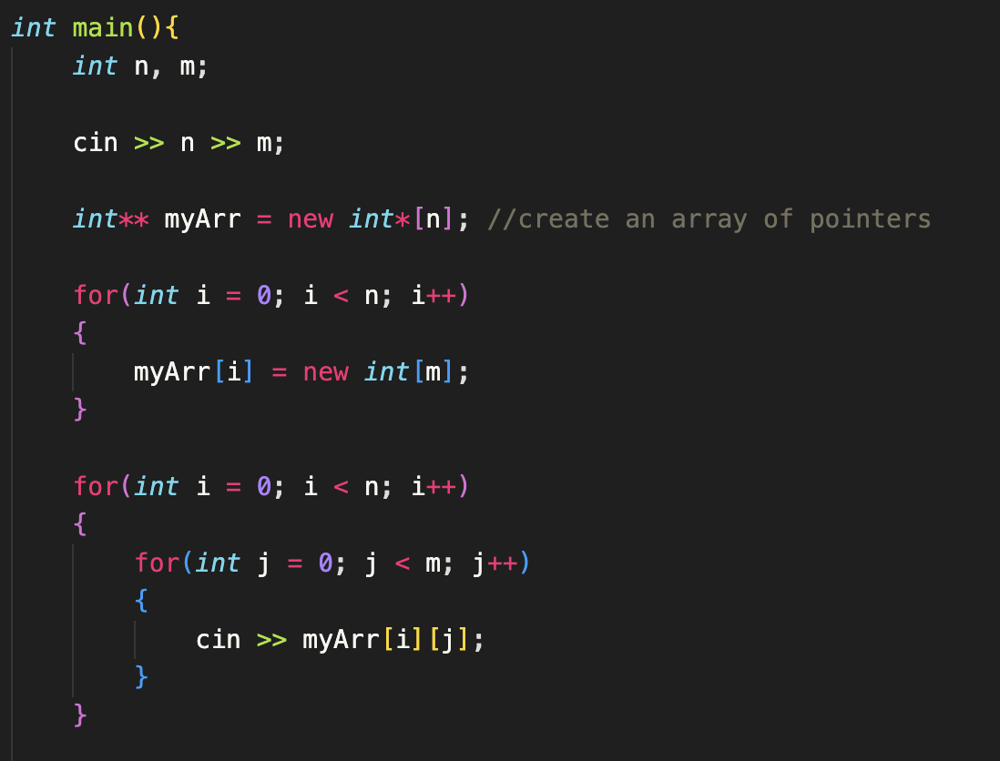 int main(){
    int n, m;
    cin >> n >> m;
    int** myArr = new int*[n]; //create an array of pointers
    for(int i = 0; i < n; i++)
    {
        myArr[i] = new int[m];
    }
    for(int i = 0; i < n; i++)
    {
        for(int j = 0; j < m; j++)
        {
            cin >> myArr[i][j];
        }
    }